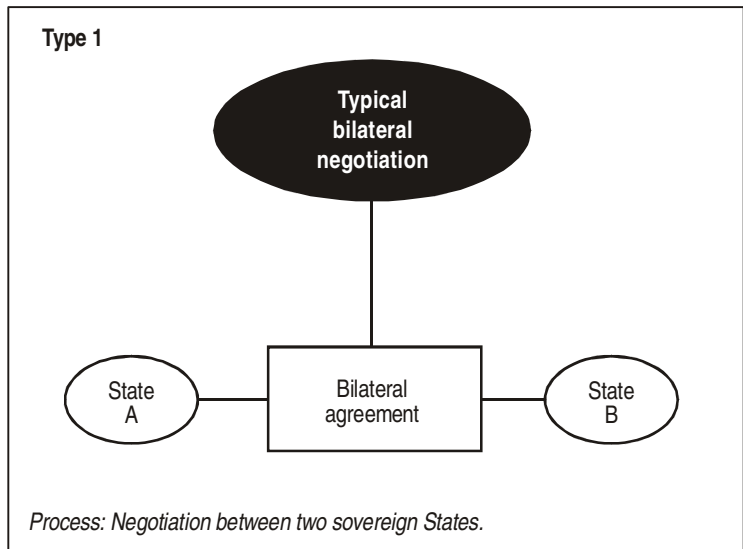 Type 1
Typical
bilateral
negotiation
State
A
Bilateral
agreement
State
B
Process: Negotiation between two sovereign States.